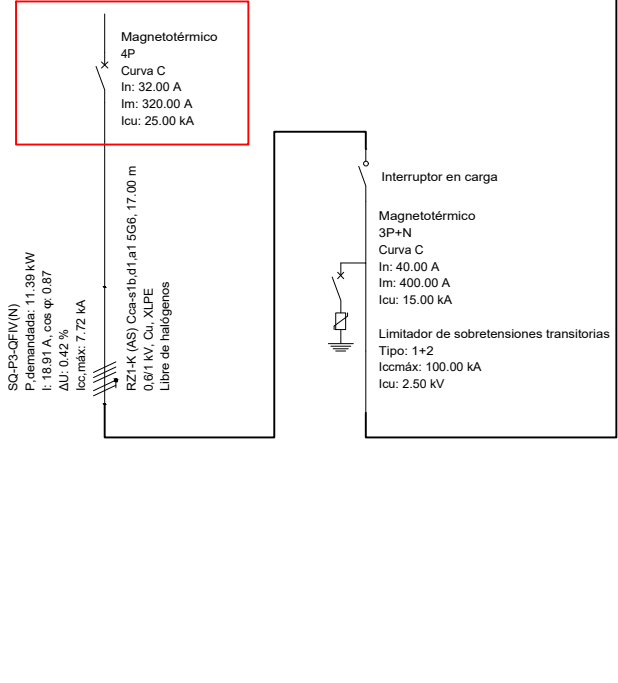 Magnetotérmico
4P
Curva C
In: 32.00 A
Im: 320.00 A
Icu: 25.00 kA
SQ-P3-QFIV(N)
P,demandada: 11.39 kW
I: 18.91 A, cos φ: 0.87
ΔU: 0.42 %
Icc,máx: 7.72 kA
RZ1-K (AS) Cca-s1b,d1,a1 5G6, 17.00 m
0,6/1 kV, Cu, XLPE
Libre de halógenos
Interruptor en carga
Magnetotérmico
3P+N
Curva C
In: 40.00 A
Im: 400.00 A
Icu: 15.00 kA
Limitador de sobretensiones transitorias
Tipo: 1+2
Iccmáx: 100.00 kA
Icu: 2.50 kV